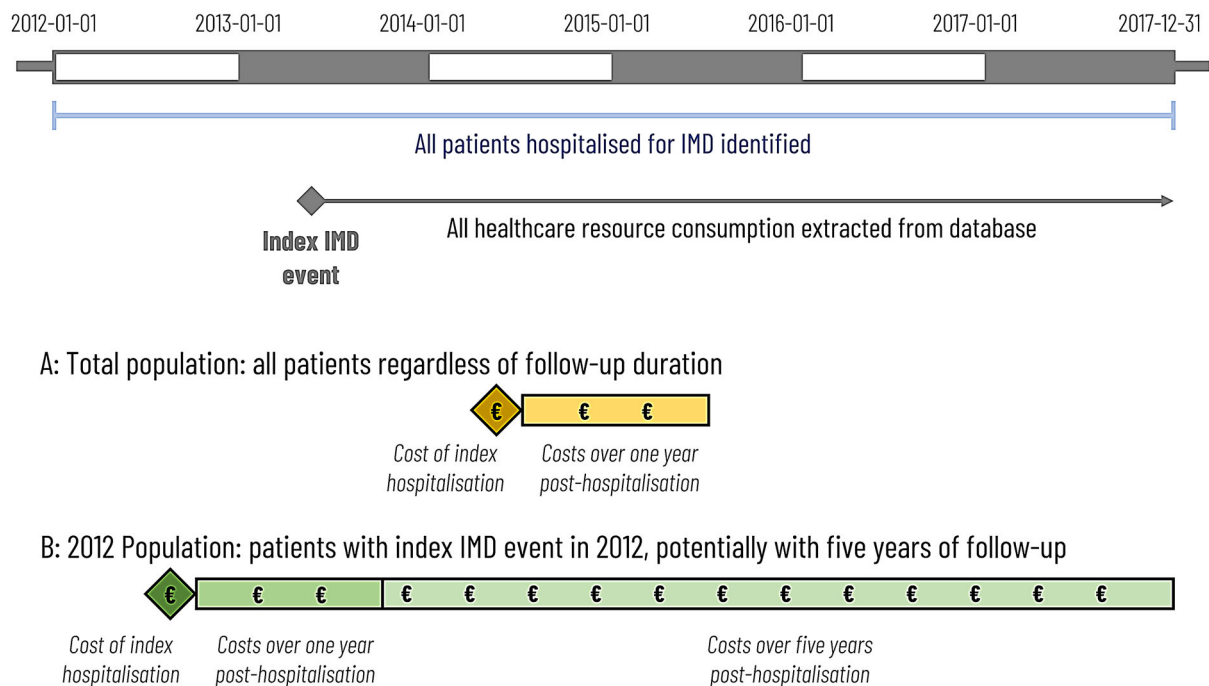 2012-01-01 2013-01-01 2014-01-01 2015-01-01 2016-01-01 2017-01-01 2017-12-31
All patients hospitalised for IMD identified
All healthcare resource consumption extracted from database
Index IMD
event
A: Total population: all patients regardless of follow-up duration
€ € €
Cost of index
hospitalisation
Costs over one year
post-hospitalisation
B: 2012 Population: patients with index IMD event in 2012, potentially with five years of follow-up
€ € € € € € € € € € € € € € €
Cost of index
hospitalisation
Costs over one year
post-hospitalisation
Costs over five years
post-hospitalisation